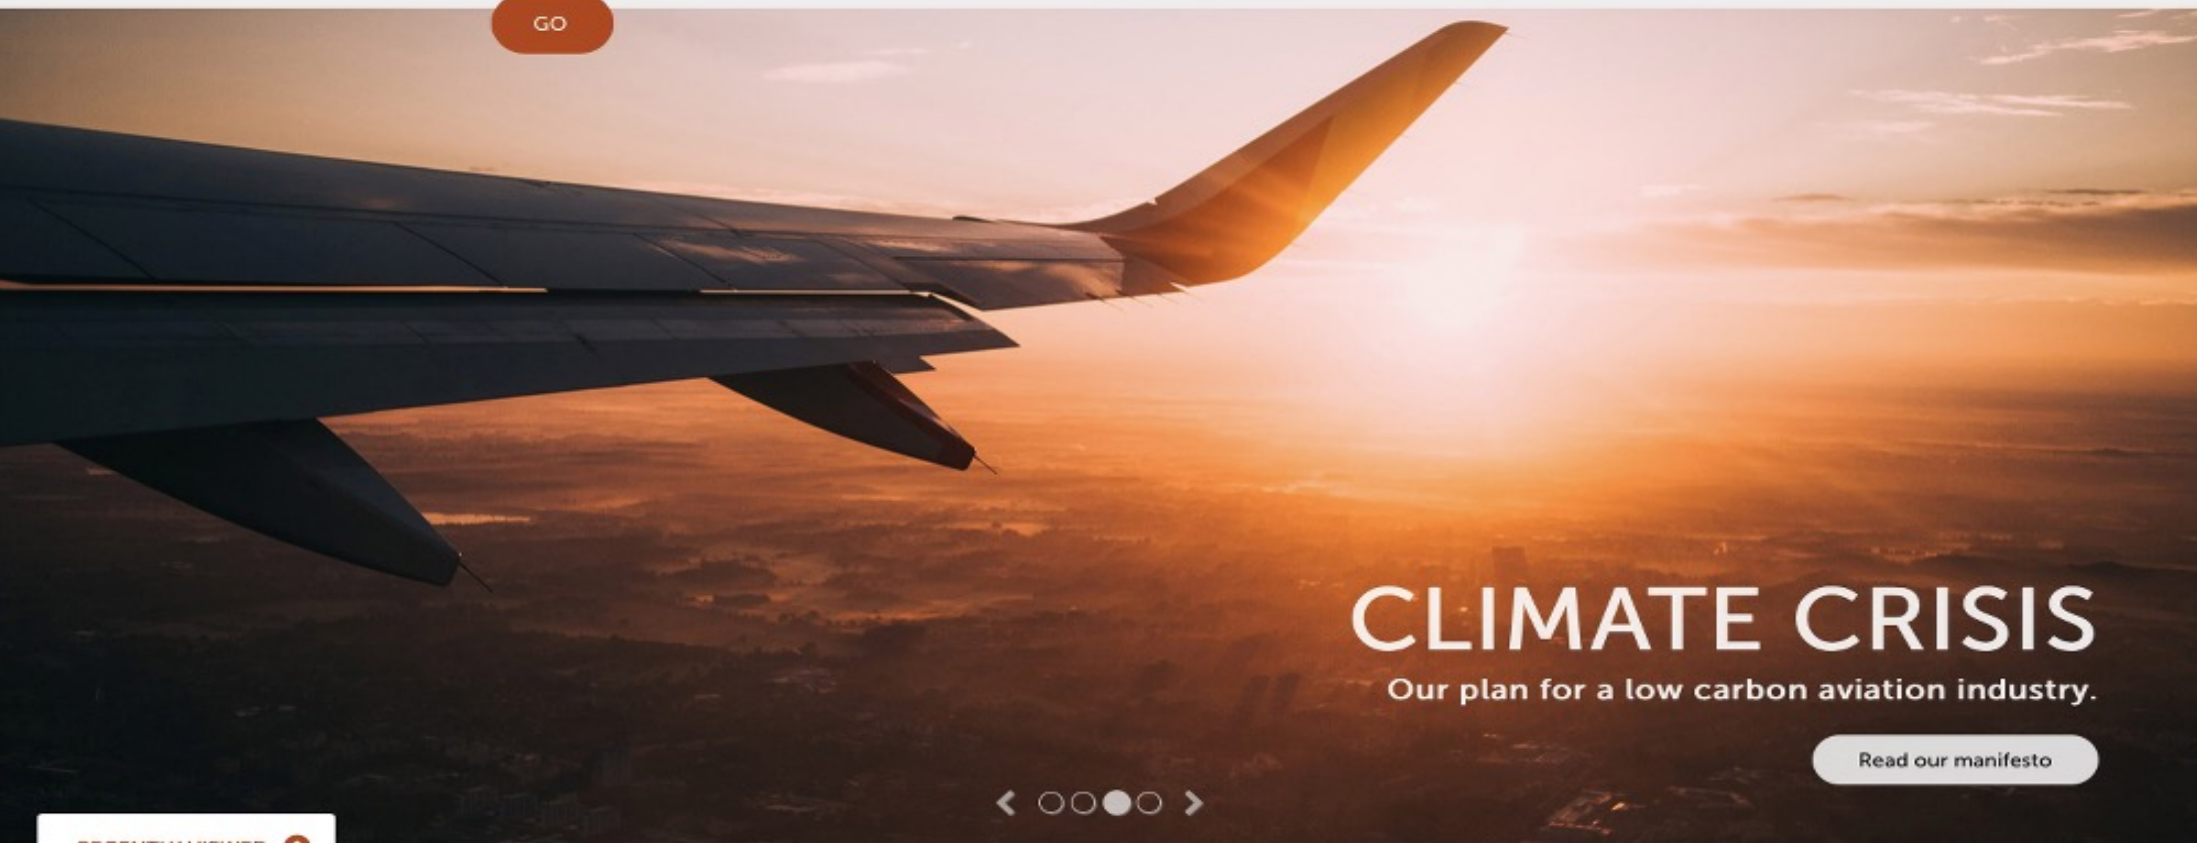 GO
CLIMATE CRISIS
Our plan for a low carbon aviation industry.
Read our manifesto